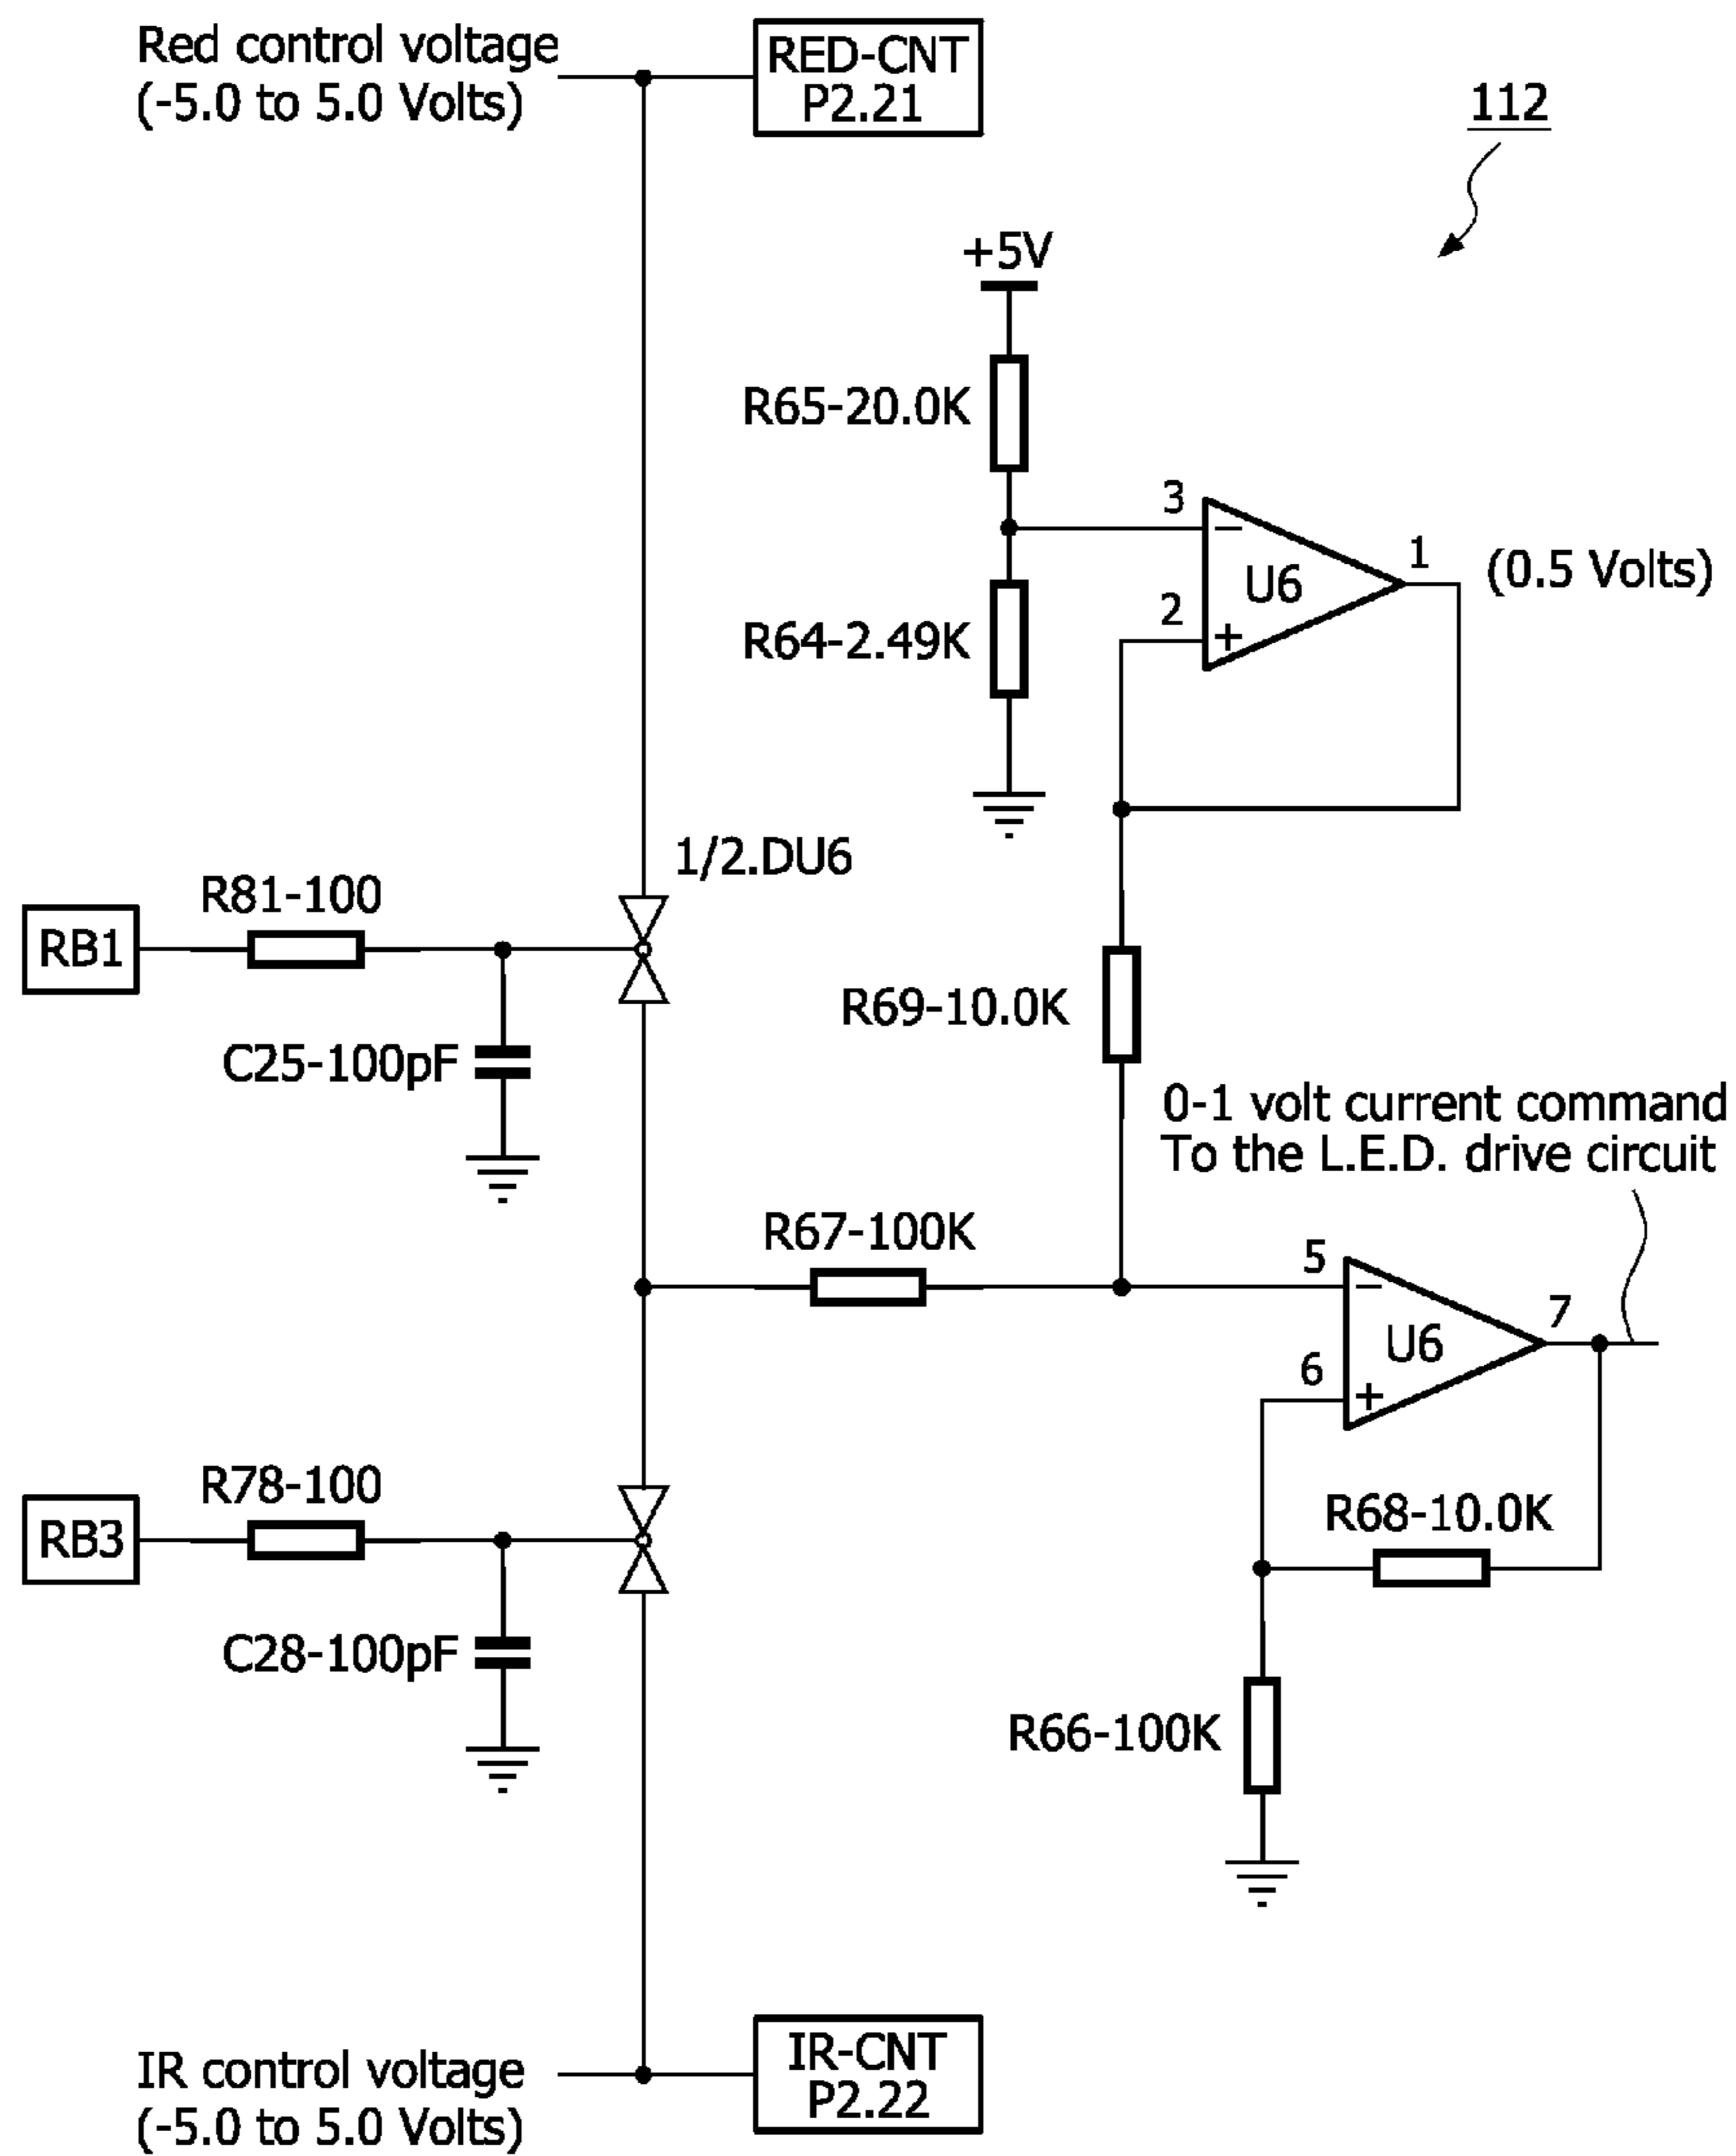 Red control voltage
(-5.0 to 5.0 Volts)
RED-CNT
P2.21
112
+5V
R65-20.0K
3
−
1
(0.5 Volts)
U6
2
+
R64-2.49K
1/2.DU6
R81-100
RB1
R69-10.0K
C25-100pF
0-1 volt current command
To the L.E.D. drive circuit
R67-100K
5
−
7
U6
6
+
R78-100
R68-10.0K
RB3
C28-100pF
R66-100K
IR-CNT
P2.22
IR control voltage
(-5.0 to 5.0 Volts)